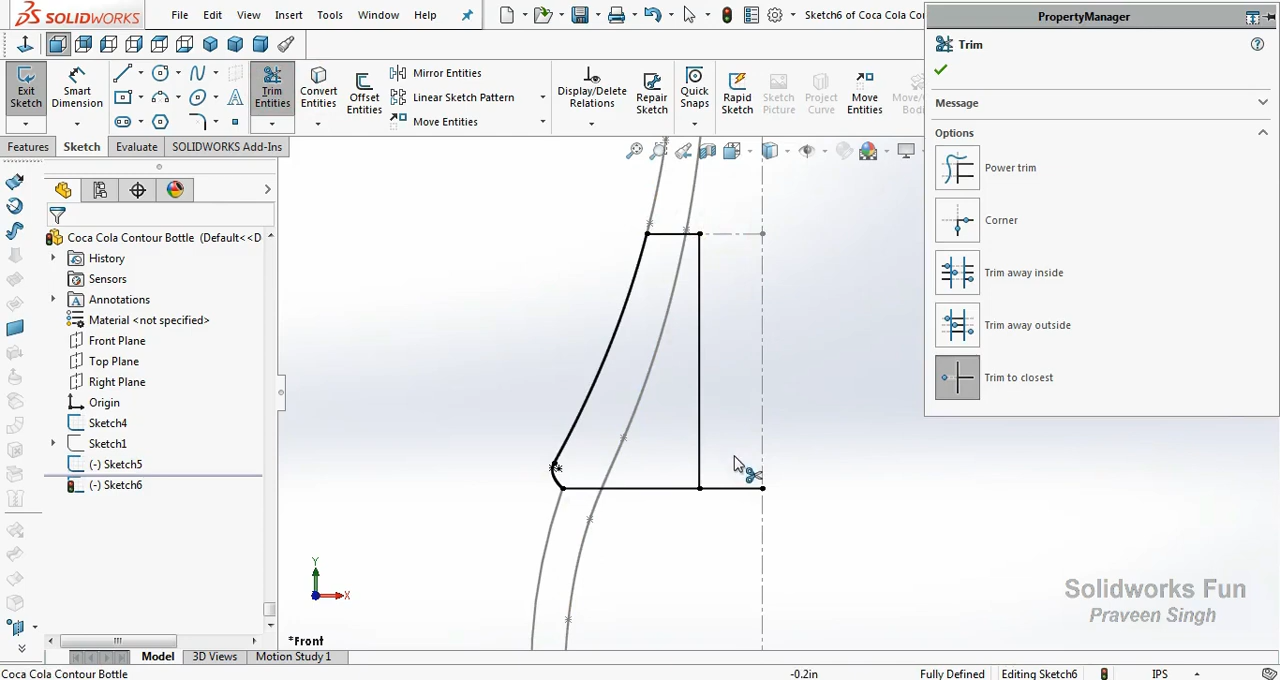 SOLIDWORKS File Edit View Insert Tools Window Help Sketch6 of Coca Cola Co
Exit Sketch
Smart Dimension
Trim Entities
Convert Entities
Offset Entities
Mirror Entities
Linear Sketch Pattern
Move Entities
Display/Delete Relations
Repair Sketch
Quick Snaps
Rapid Sketch
Sketch Picture
Project Curve
Move Entities
Features Sketch Evaluate SOLIDWORKS Add-Ins
Coca Cola Contour Bottle (Default<<D
History
Sensors
Annotations
Material <not specified>
Front Plane
Top Plane
Right Plane
Origin
Sketch4
Sketch1
(-) Sketch5
(-) Sketch6
Y
X
*Front
PropertyManager
Trim
Message
Options
Power trim
Corner
Trim away inside
Trim away outside
Trim to closest
Solidworks Fun
Praveen Singh
Model 3D Views Motion Study 1
Coca Cola Contour Bottle -0.2in Fully Defined Editing Sketch6 IPS